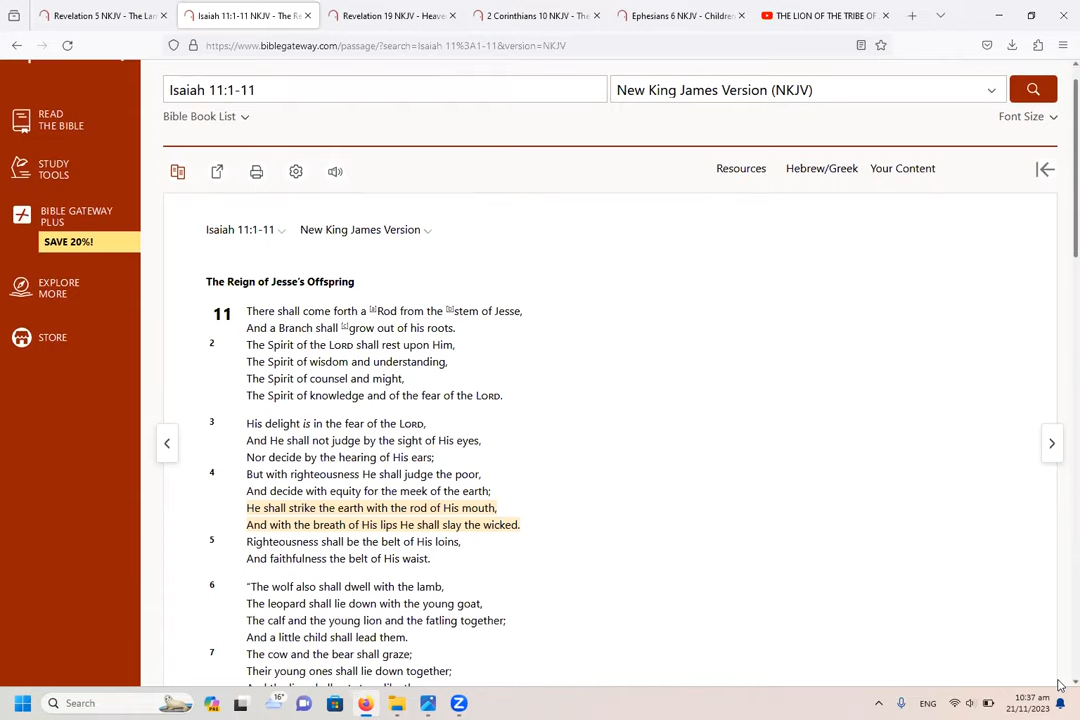 Revelation 5 NKJV - The La
Isaiah 11:1-11 NKJV - The Re
Revelation 19 NKJV - Heave
2 Corinthians 10 NKJV - The
Ephesians 6 NKJV - Children
THE LION OF THE TRIBE OF
https://www.biblegateway.com/passage/?search=Isaiah 11%3A1-11&version=NKJV
Isaiah 11:1-11
New King James Version (NKJV)
Bible Book List
Font Size
READ
THE BIBLE
STUDY
TOOLS
BIBLE GATEWAY
PLUS
SAVE 20%!
EXPLORE
MORE
STORE
Resources
Hebrew/Greek
Your Content
Isaiah 11:1-11
New King James Version
The Reign of Jesse's Offspring
11 There shall come forth a [a]Rod from the [b]stem of Jesse,
And a Branch shall [c]grow out of his roots.
2 The Spirit of the LORD shall rest upon Him,
The Spirit of wisdom and understanding,
The Spirit of counsel and might,
The Spirit of knowledge and of the fear of the LORD.
3 His delight is in the fear of the LORD,
And He shall not judge by the sight of His eyes,
Nor decide by the hearing of His ears;
4 But with righteousness He shall judge the poor,
And decide with equity for the meek of the earth;
He shall strike the earth with the rod of His mouth,
And with the breath of His lips He shall slay the wicked.
5 Righteousness shall be the belt of His loins,
And faithfulness the belt of His waist.
6 "The wolf also shall dwell with the lamb,
The leopard shall lie down with the young goat,
The calf and the young lion and the fatling together;
And a little child shall lead them.
7 The cow and the bear shall graze;
Their young ones shall lie down together;
Search
16°
ENG
10:37 am
21/11/2023